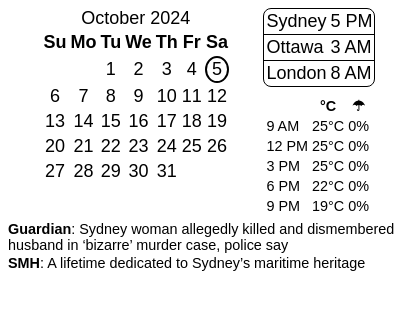 October 2024
Su Mo Tu We Th Fr Sa
1 2 3 4 5
6 7 8 9 10 11 12
13 14 15 16 17 18 19
20 21 22 23 24 25 26
27 28 29 30 31
Sydney 5 PM
Ottawa 3 AM
London 8 AM
°C ☂
9 AM 25°C 0%
12 PM 25°C 0%
3 PM 25°C 0%
6 PM 22°C 0%
9 PM 19°C 0%
Guardian: Sydney woman allegedly killed and dismembered
husband in ‘bizarre’ murder case, police say
SMH: A lifetime dedicated to Sydney’s maritime heritage